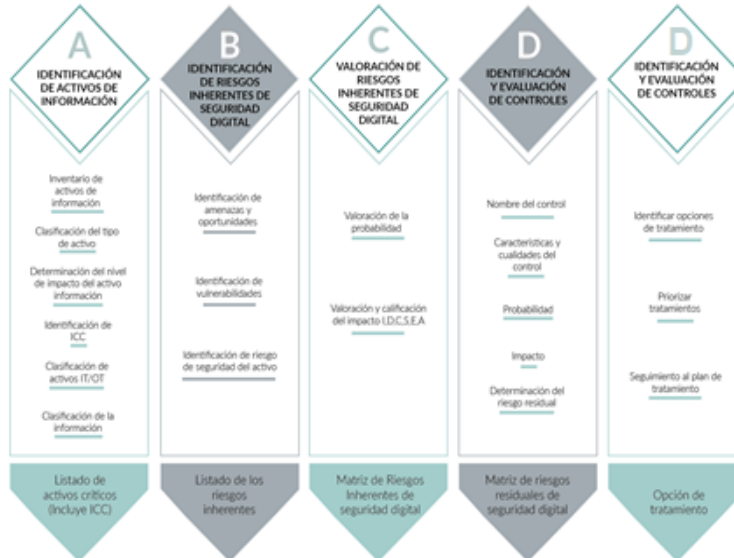 A
IDENTIFICACIÓN
DE ACTIVOS DE
INFORMACIÓN
Inventario de
activos de
información
Clasificación del tipo
de activo
Determinación del nivel
de impacto del activo
información
Identificación de
ICC
Clasificación de
activos IT/OT
Clasificación de la
información
Listado de
activos críticos
(Incluye ICC)
B
IDENTIFICACIÓN
DE RIESGOS
INHERENTES DE
SEGURIDAD
DIGITAL
Identificación de
amenazas y
oportunidades
Identificación de
vulnerabilidades
Identificación de riesgo
de seguridad del activo
Listado de los
riesgos
inherentes
C
VALORACIÓN DE
RIESGOS
INHERENTES DE
SEGURIDAD
DIGITAL
Valoración de la
probabilidad
Valoración y calificación
del impacto I,D,C,S,E,A
Matriz de Riesgos
Inherentes de
seguridad digital
D
IDENTIFICACIÓN
Y EVALUACIÓN
DE CONTROLES
Nombre del control
Características y
cualidades del
control
Probabilidad
Impacto
Determinación del
riesgo residual
Matriz de riesgos
residuales de
seguridad digital
D
IDENTIFICACIÓN
Y EVALUACIÓN
DE CONTROLES
Identificar opciones
de tratamiento
Priorizar
tratamientos
Seguimiento al plan de
tratamiento
Opción de
tratamiento